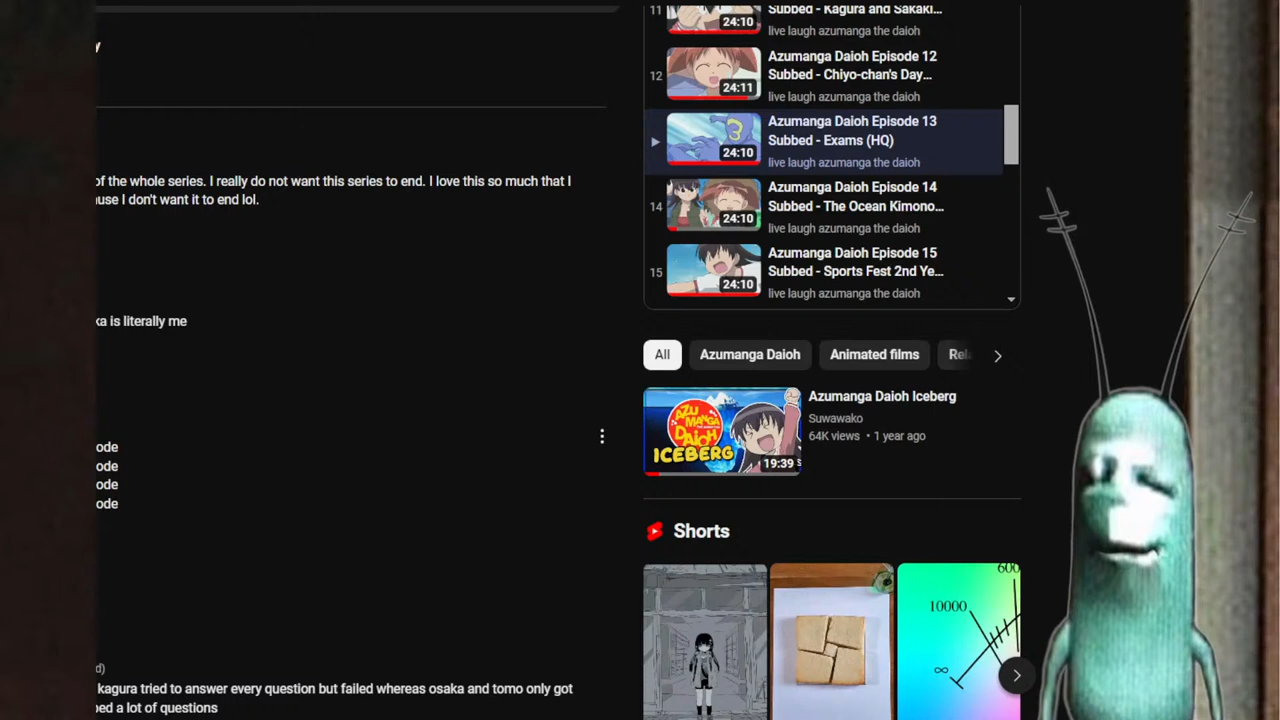 y
of the whole series. I really do not want this series to end. I love this so much that I
use I don't want it to end lol.
ka is literally me
ode
ode
ode
ode
d)
kagura tried to answer every question but failed whereas osaka and tomo only got
ped a lot of questions
11
24:10
Subbed - Kagura and Sakaki...
live laugh azumanga the daioh
12
24:11
Azumanga Daioh Episode 12
Subbed - Chiyo-chan's Day...
live laugh azumanga the daioh
3
24:10
Azumanga Daioh Episode 13
Subbed - Exams (HQ)
live laugh azumanga the daioh
14
24:10
Azumanga Daioh Episode 14
Subbed - The Ocean Kimono...
live laugh azumanga the daioh
15
24:10
Azumanga Daioh Episode 15
Subbed - Sports Fest 2nd Ye...
live laugh azumanga the daioh
All
Azumanga Daioh
Animated films
Rel
AZU
MANGA
DAIOH
ICEBERG
19:39
Azumanga Daioh Iceberg
Suwawako
64K views • 1 year ago
Shorts
600
10000
∞